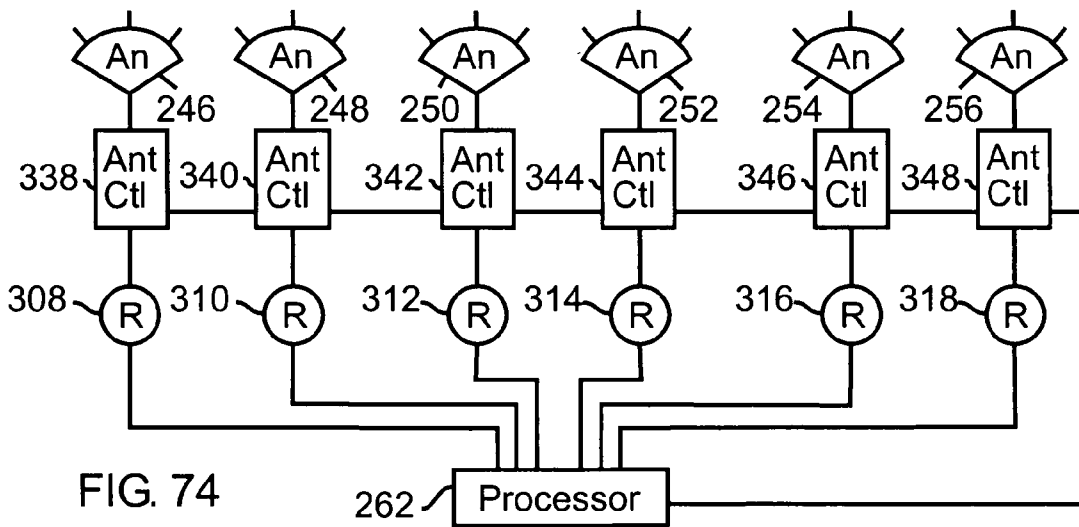 An An An An An An
246 248 250 252 254 256
338 Ant Ctl 340 Ant Ctl 342 Ant Ctl 344 Ant Ctl 346 Ant Ctl 348 Ant Ctl
308 R 310 R 312 R 314 R 316 R 318 R
FIG. 74
262 Processor